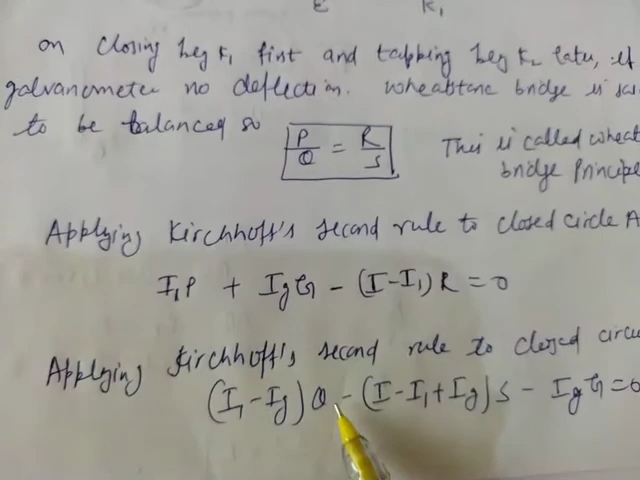 ε K₁
on closing key K₁ first and tapping key K₂ later, if
galvanometer no deflection. Wheatstone bridge is
to be balanced so
P/Q = R/S This is called wheat
bridge Principle
Applying Kirchhoff's second rule to closed circle A
I₁P + IgG - (I-I₁)R = 0
Applying Kirchhoff's second rule to closed circu
(I₁-Ig)Q - (I-I₁+Ig)S - IgG = 0